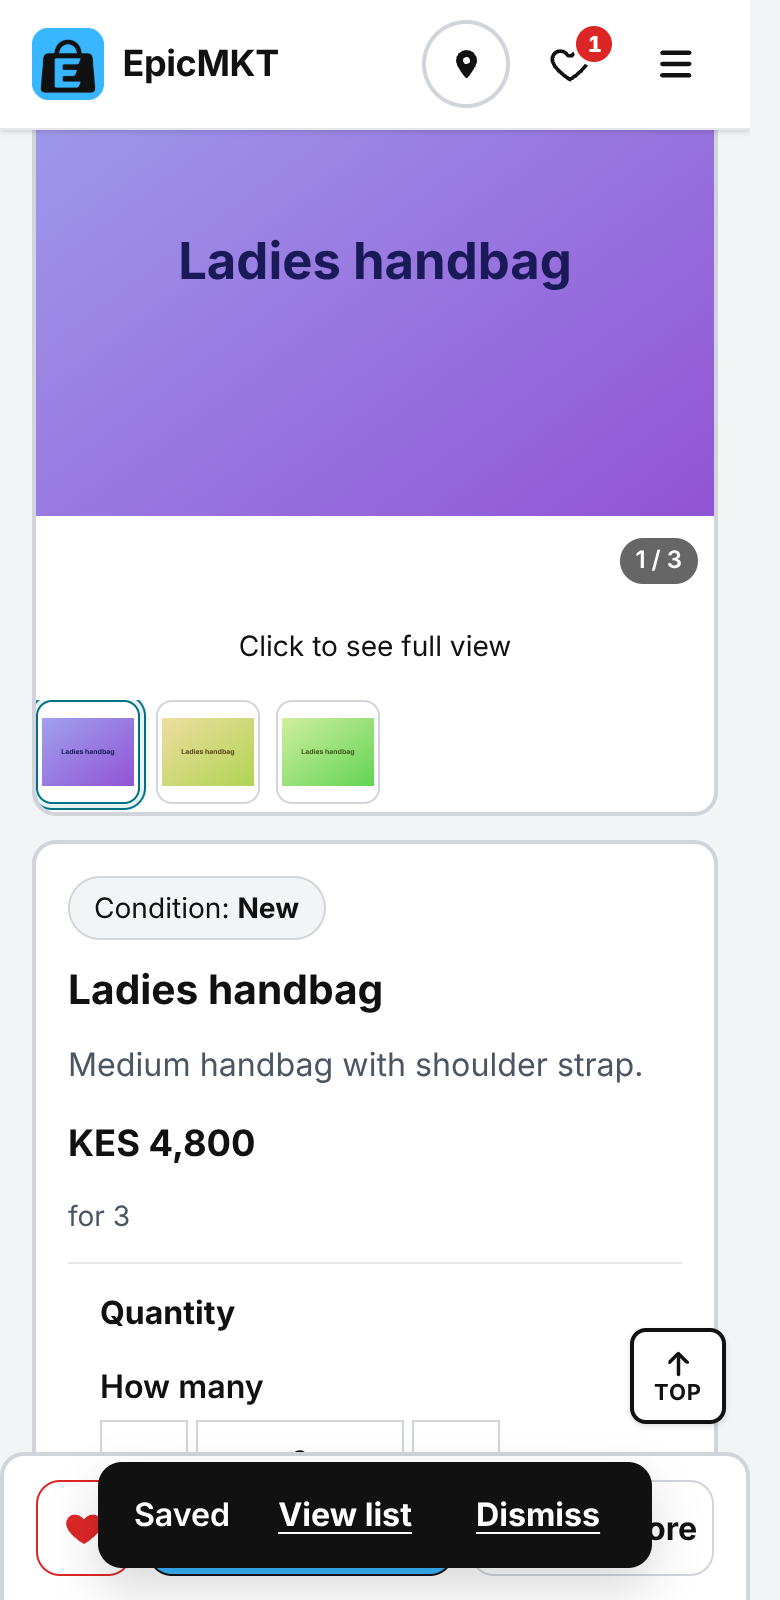 EpicMKT
1
Ladies handbag
1 / 3
Click to see full view
Ladies handbag
Ladies handbag
Ladies handbag
Condition: New
Ladies handbag
Medium handbag with shoulder strap.
KES 4,800
for 3
Quantity
How many
TOP
Saved View list Dismiss
ore